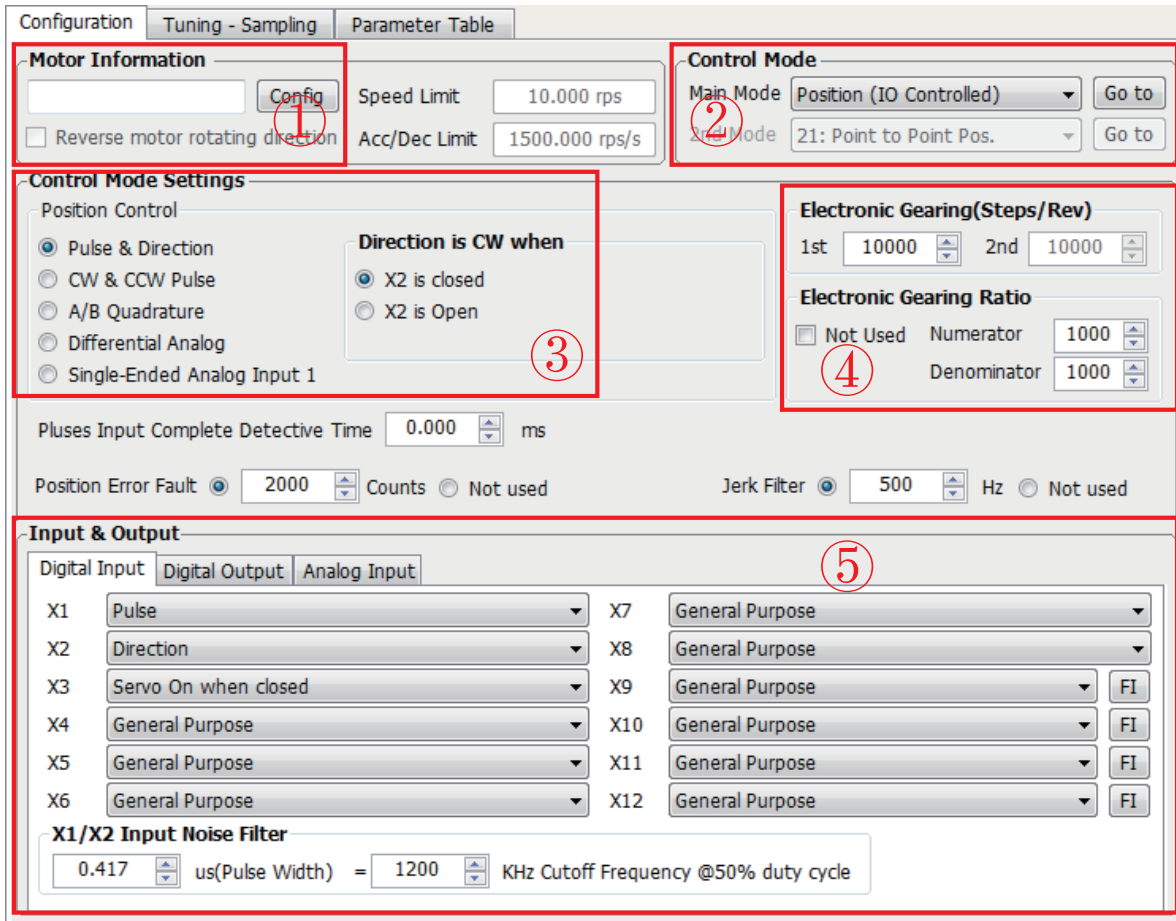 Configuration Tuning - Sampling Parameter Table
Motor Information
Config
① Reverse motor rotating direction
Speed Limit 10.000 rps
Acc/Dec Limit 1500.000 rps/s
Control Mode
Main Mode Position (IO Controlled) Go to
② 2nd Mode 21: Point to Point Pos. Go to
Control Mode Settings
Position Control
Pulse & Direction
CW & CCW Pulse
A/B Quadrature
Differential Analog
Single-Ended Analog Input 1
Direction is CW when
X2 is closed
X2 is Open
③
Electronic Gearing(Steps/Rev)
1st 10000 2nd 10000
Electronic Gearing Ratio
Not Used Numerator 1000
④ Denominator 1000
Pluses Input Complete Detective Time 0.000 ms
Position Error Fault 2000 Counts Not used Jerk Filter 500 Hz Not used
Input & Output
Digital Input Digital Output Analog Input ⑤
X1 Pulse X7 General Purpose
X2 Direction X8 General Purpose
X3 Servo On when closed X9 General Purpose FI
X4 General Purpose X10 General Purpose FI
X5 General Purpose X11 General Purpose FI
X6 General Purpose X12 General Purpose FI
X1/X2 Input Noise Filter
0.417 us(Pulse Width) = 1200 KHz Cutoff Frequency @50% duty cycle